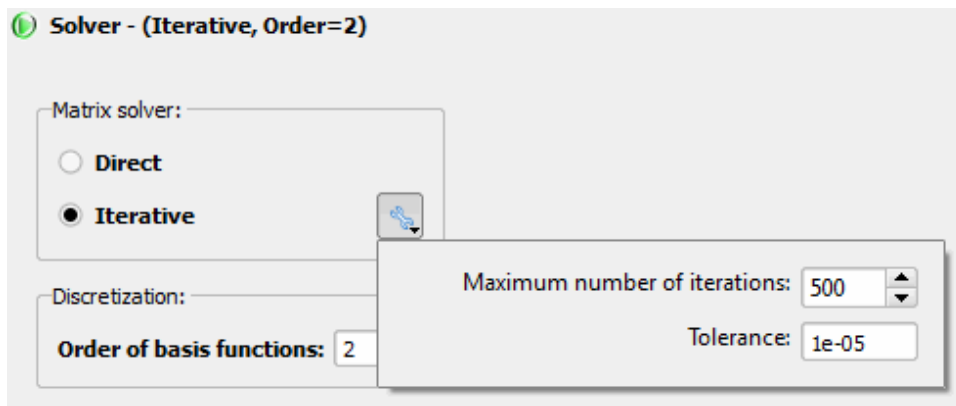 Solver - (Iterative, Order=2)
Matrix solver:
Direct
Iterative
Maximum number of iterations: 500
Tolerance: 1e-05
Discretization:
Order of basis functions: 2